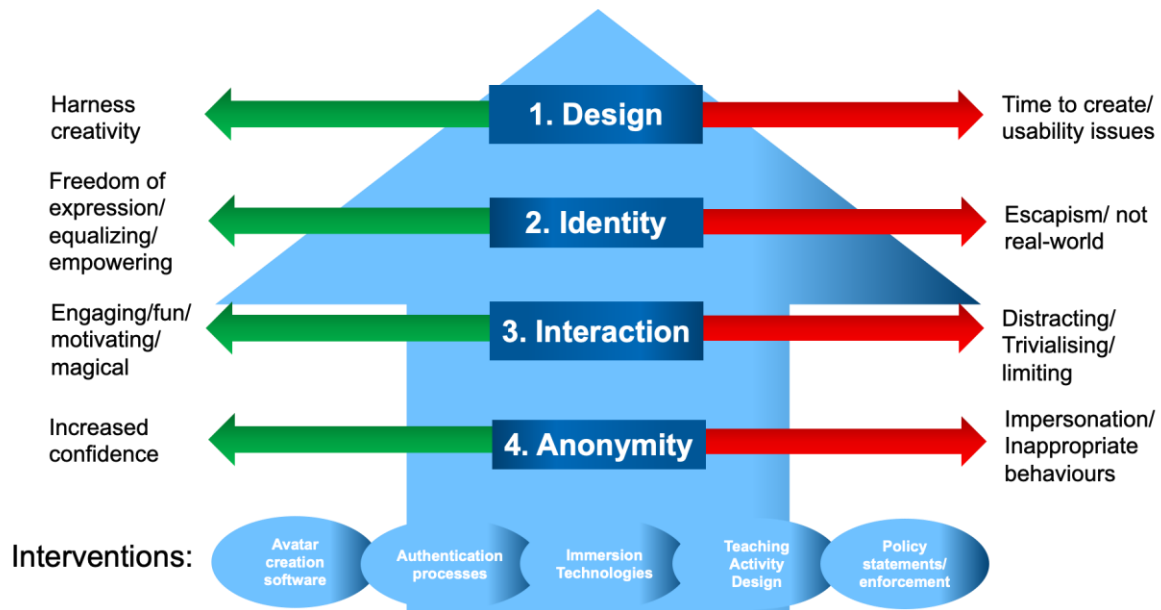 Harness
creativity
1. Design
Time to create/
usability issues
Freedom of
expression/
equalizing/
empowering
2. Identity
Escapism/ not
real-world
Engaging/fun/
motivating/
magical
3. Interaction
Distracting/
Trivialising/
limiting
Increased
confidence
4. Anonymity
Impersonation/
Inappropriate
behaviours
Interventions:
Avatar
creation
software
Authentication
processes
Immersion
Technologies
Teaching
Activity
Design
Policy
statements/
enforcement